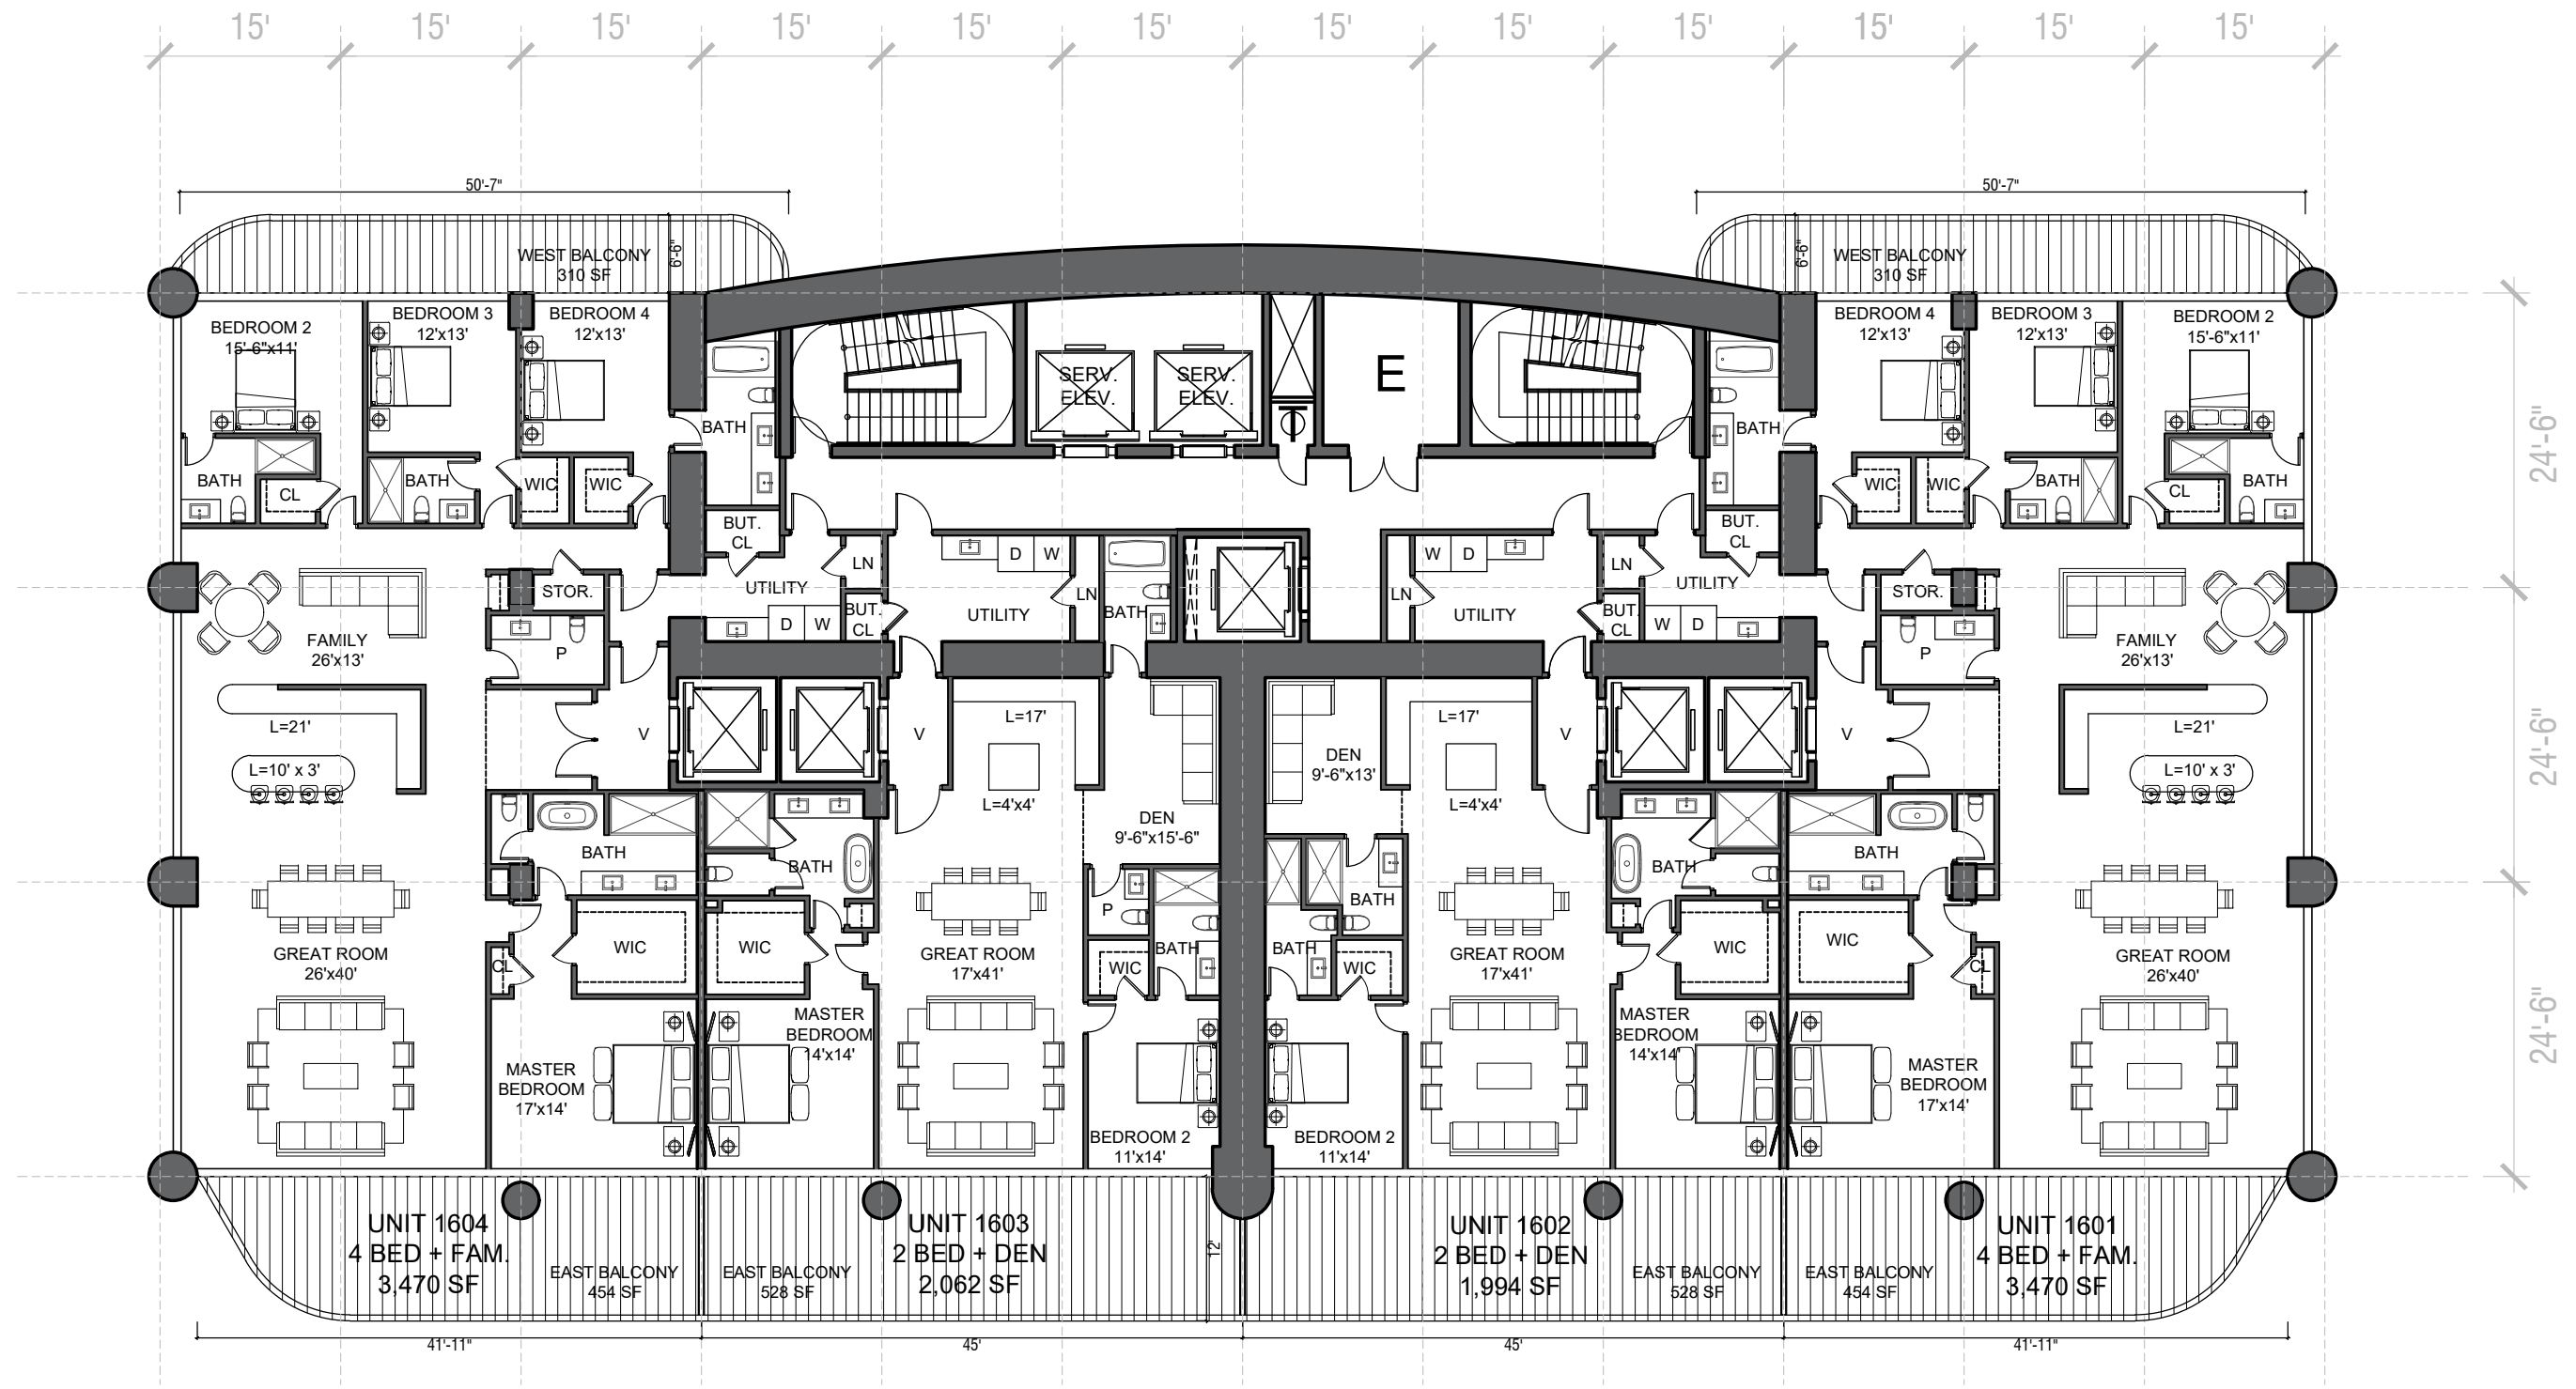 15' 15' 15' 15' 15' 15' 15' 15' 15' 15' 15' 15'
50'-7" 50'-7"
WEST BALCONY
310 SF
6'-6"
6'-6"
WEST BALCONY
310 SF
BEDROOM 2
15'-6"x11'
BEDROOM 3
12'x13'
BEDROOM 4
12'x13'
SERV.
ELEV.
SERV.
ELEV.
E
T
BEDROOM 4
12'x13'
BEDROOM 3
12'x13'
BEDROOM 2
15'-6"x11'
24'-6"
BATH
BATH
BATH
CL
BATH
WIC
WIC
WIC
WIC
BATH
CL
BATH
BUT.
CL
BUT.
CL
LN
D W
W D
LN
UTILITY
UTILITY
STOR.
STOR.
LN
BATH
LN
BUT.
CL
UTILITY
UTILITY
BUT.
CL
D W
W D
FAMILY
26'x13'
P
P
FAMILY
26'x13'
L=21'
V
V
L=17'
L=17'
V
V
L=21'
24'-6"
DEN
9'-6"x13'
L=10' x 3'
L=10' x 3'
L=4'x4'
L=4'x4'
DEN
9'-6"x15'-6"
BATH
BATH
BATH
BATH
P
BATH
GREAT ROOM
26'x40'
CL
WIC
WIC
GREAT ROOM
17'x41'
BATH
WIC
BATH
WIC
GREAT ROOM
17'x41'
WIC
WIC
CL
GREAT ROOM
26'x40'
24'-6"
MASTER
BEDROOM
14'x14'
MASTER
BEDROOM
14'x14'
MASTER
BEDROOM
17'x14'
MASTER
BEDROOM
17'x14'
BEDROOM 2
11'x14'
BEDROOM 2
11'x14'
UNIT 1604
4 BED + FAM.
3,470 SF
EAST BALCONY
454 SF
EAST BALCONY
528 SF
UNIT 1603
2 BED + DEN
2,062 SF
12'
UNIT 1602
2 BED + DEN
1,994 SF
EAST BALCONY
528 SF
EAST BALCONY
454 SF
UNIT 1601
4 BED + FAM.
3,470 SF
41'-11" 45' 45' 41'-11"